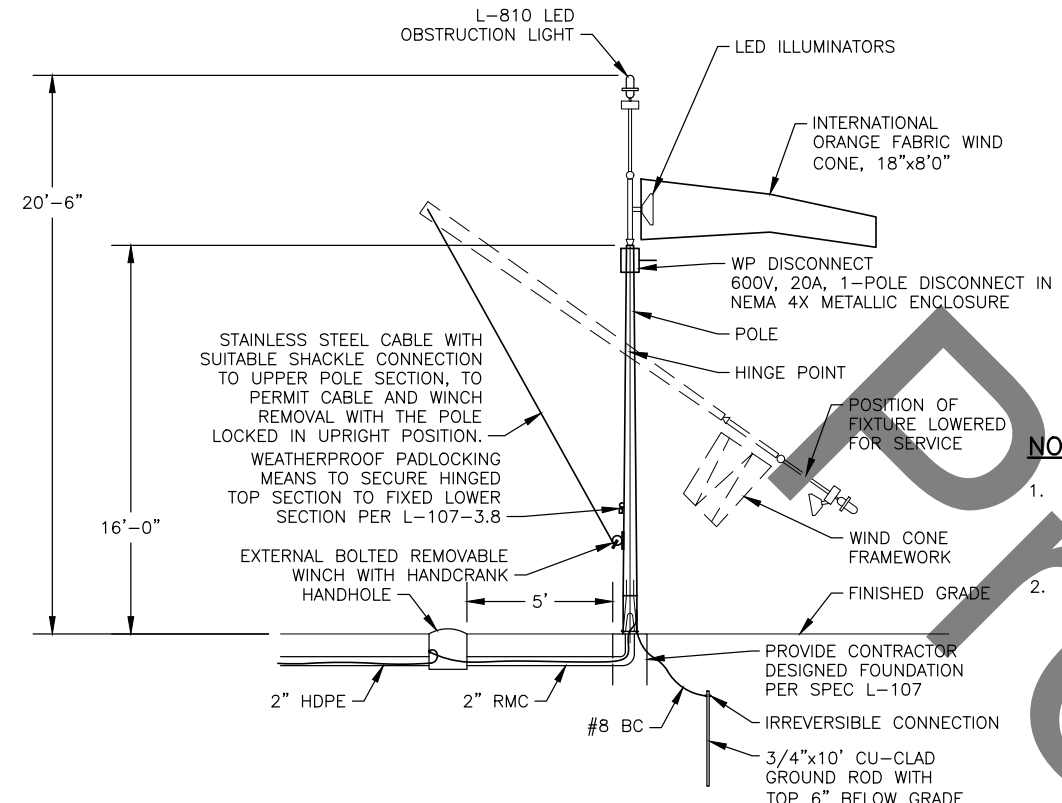 L-810 LED
OBSTRUCTION LIGHT
LED ILLUMINATORS
INTERNATIONAL
ORANGE FABRIC WIND
CONE, 18"x8'0"
20'-6"
WP DISCONNECT
600V, 20A, 1-POLE DISCONNECT IN
NEMA 4X METALLIC ENCLOSURE
POLE
HINGE POINT
STAINLESS STEEL CABLE WITH
SUITABLE SHACKLE CONNECTION
TO UPPER POLE SECTION, TO
PERMIT CABLE AND WINCH
REMOVAL WITH THE POLE
LOCKED IN UPRIGHT POSITION.
POSITION OF
FIXTURE LOWERED
FOR SERVICE
NO
1.
WEATHERPROOF PADLOCKING
MEANS TO SECURE HINGED
TOP SECTION TO FIXED LOWER
SECTION PER L-107-3.8
16'-0"
WIND CONE
FRAMEWORK
EXTERNAL BOLTED REMOVABLE
WINCH WITH HANDCRANK
HANDHOLE
5'
FINISHED GRADE
2.
PROVIDE CONTRACTOR
DESIGNED FOUNDATION
PER SPEC L-107
2" HDPE
2" RMC
#8 BC
IRREVERSIBLE CONNECTION
3/4"x10' CU-CLAD
GROUND ROD WITH
TOP 6" BELOW GRADE